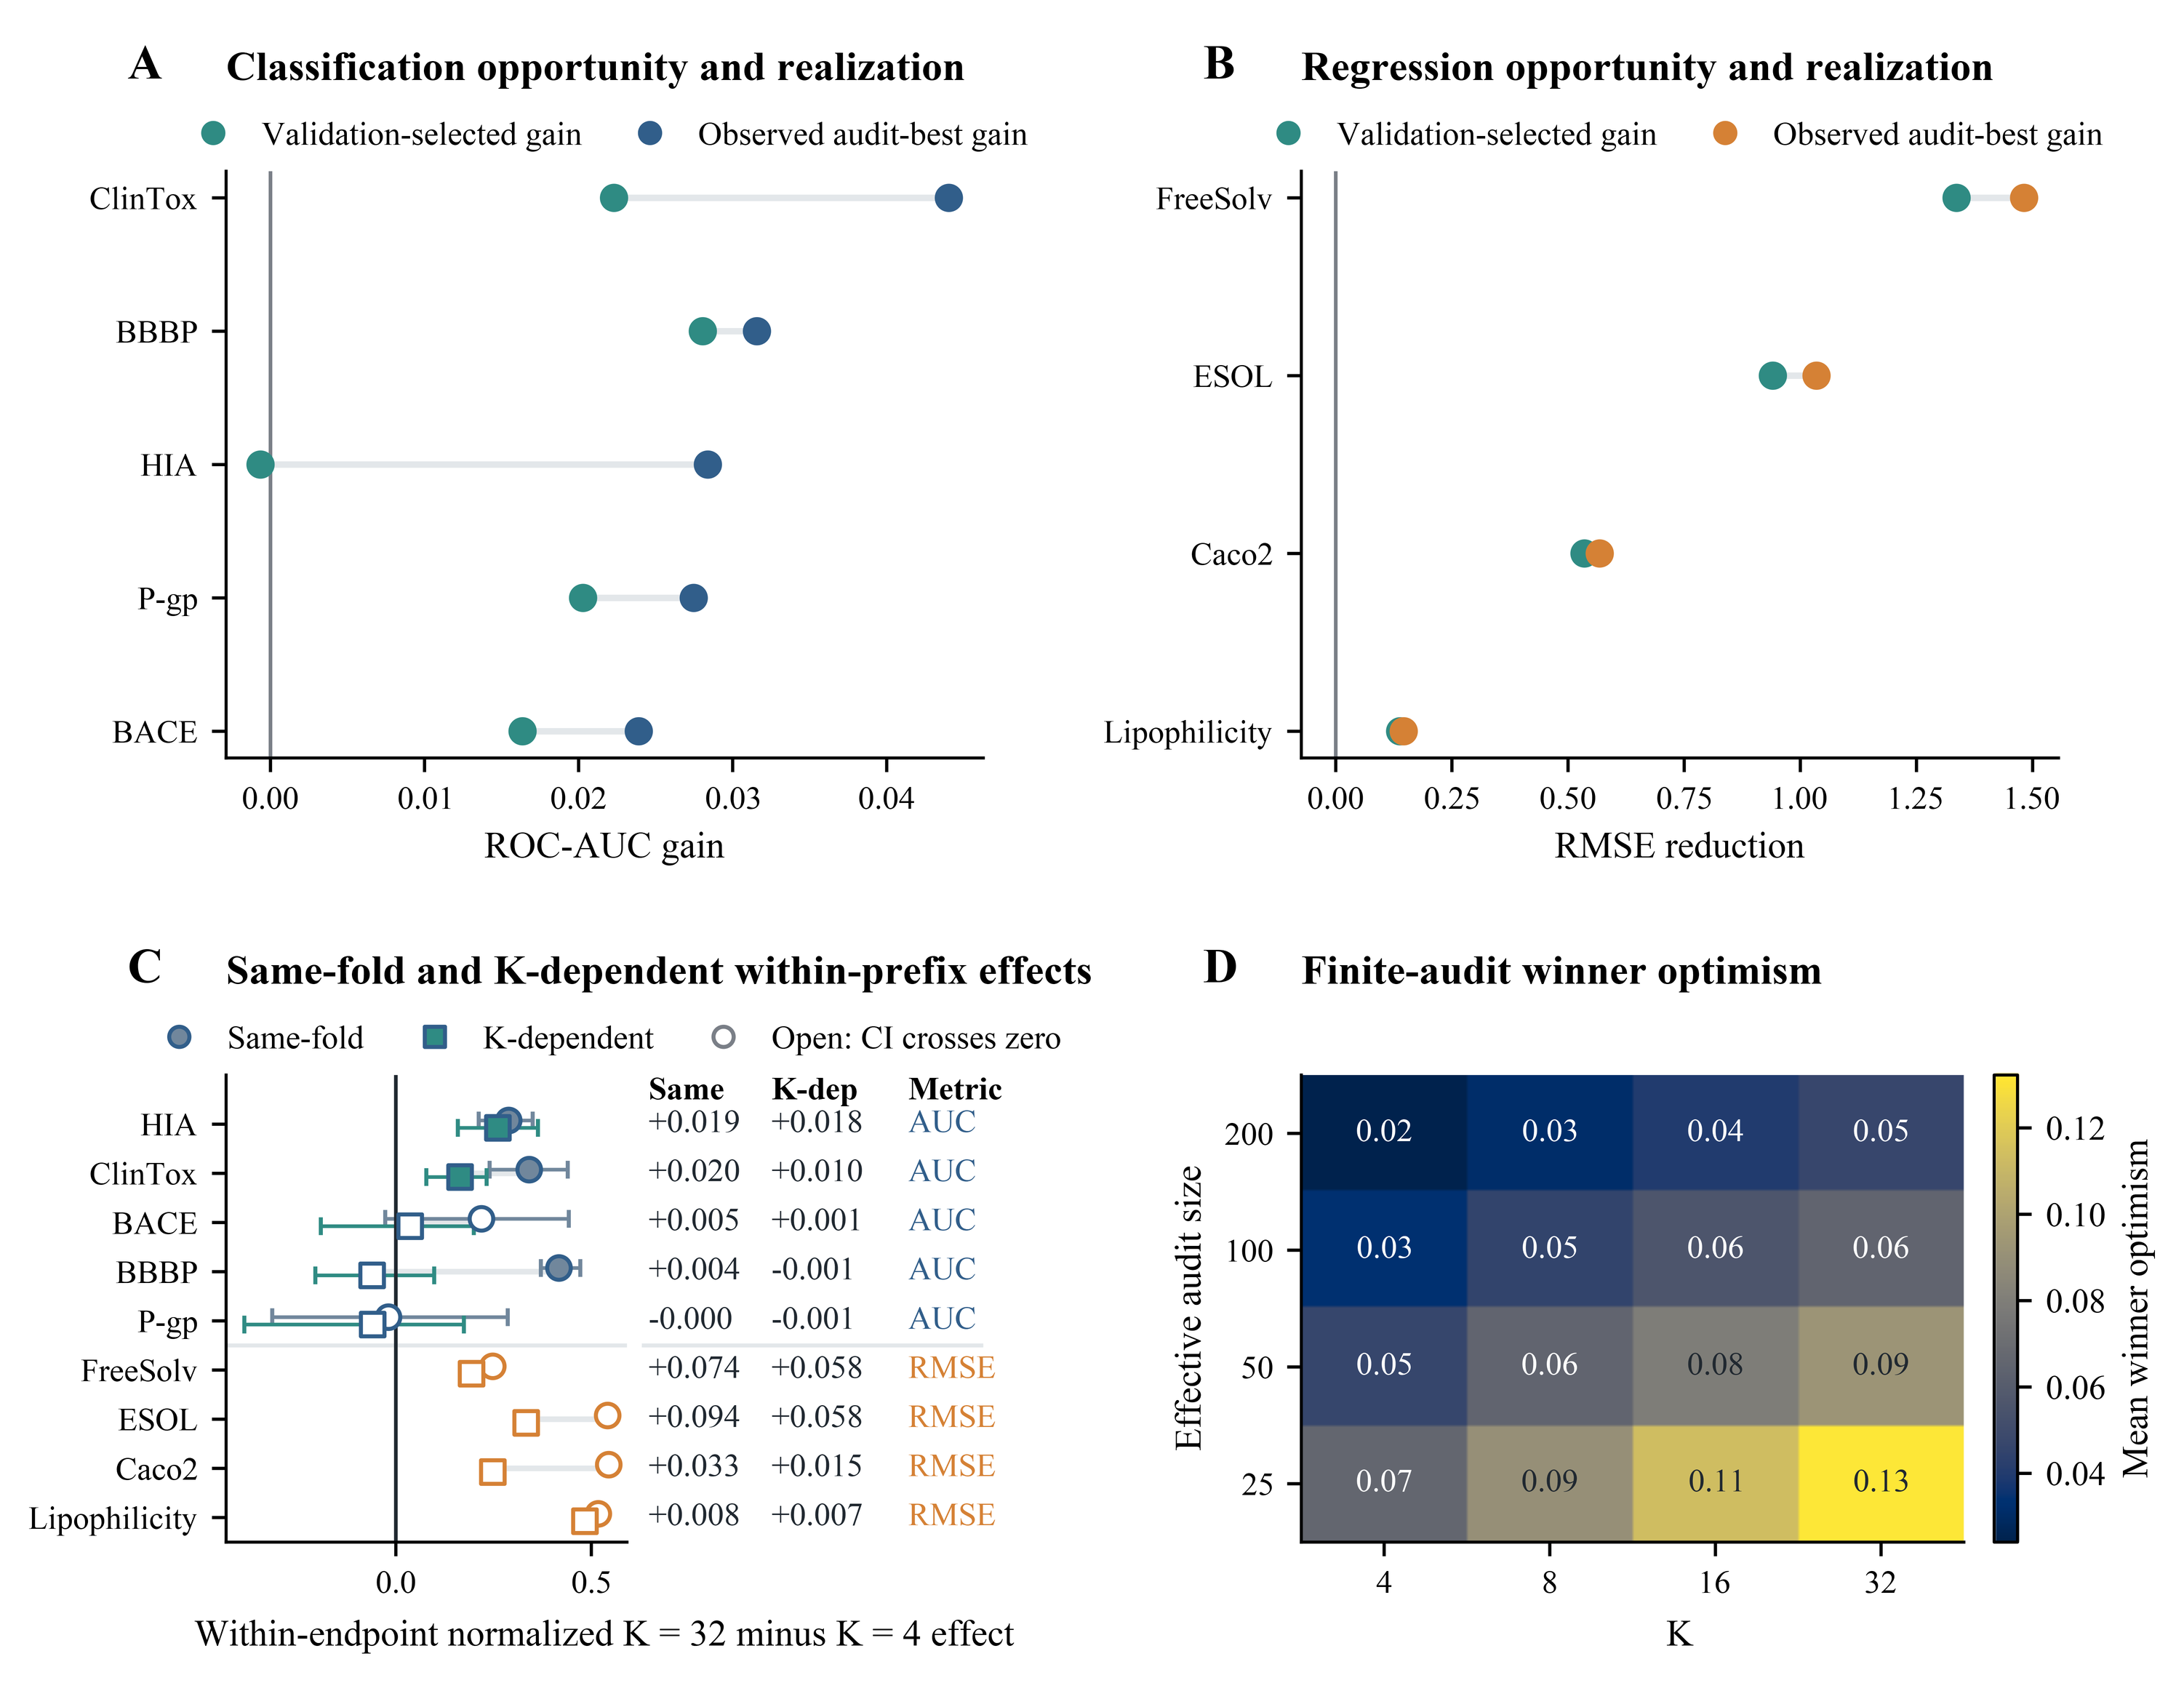 A Classification opportunity and realization
Validation-selected gain Observed audit-best gain
ClinTox
BBBP
HIA
P-gp
BACE
0.00 0.01 0.02 0.03 0.04
ROC-AUC gain
B Regression opportunity and realization
Validation-selected gain Observed audit-best gain
FreeSolv
ESOL
Caco2
Lipophilicity
0.00 0.25 0.50 0.75 1.00 1.25 1.50
RMSE reduction
C Same-fold and K-dependent within-prefix effects
Same-fold K-dependent Open: CI crosses zero
Same K-dep Metric
HIA +0.019 +0.018 AUC
ClinTox +0.020 +0.010 AUC
BACE +0.005 +0.001 AUC
BBBP +0.004 -0.001 AUC
P-gp -0.000 -0.001 AUC
FreeSolv +0.074 +0.058 RMSE
ESOL +0.094 +0.058 RMSE
Caco2 +0.033 +0.015 RMSE
Lipophilicity +0.008 +0.007 RMSE
0.0 0.5
Within-endpoint normalized K = 32 minus K = 4 effect
D Finite-audit winner optimism
Effective audit size
200 0.02 0.03 0.04 0.05
100 0.03 0.05 0.06 0.06
50 0.05 0.06 0.08 0.09
25 0.07 0.09 0.11 0.13
4 8 16 32
K
0.12
0.10
0.08
0.06
0.04
Mean winner optimism